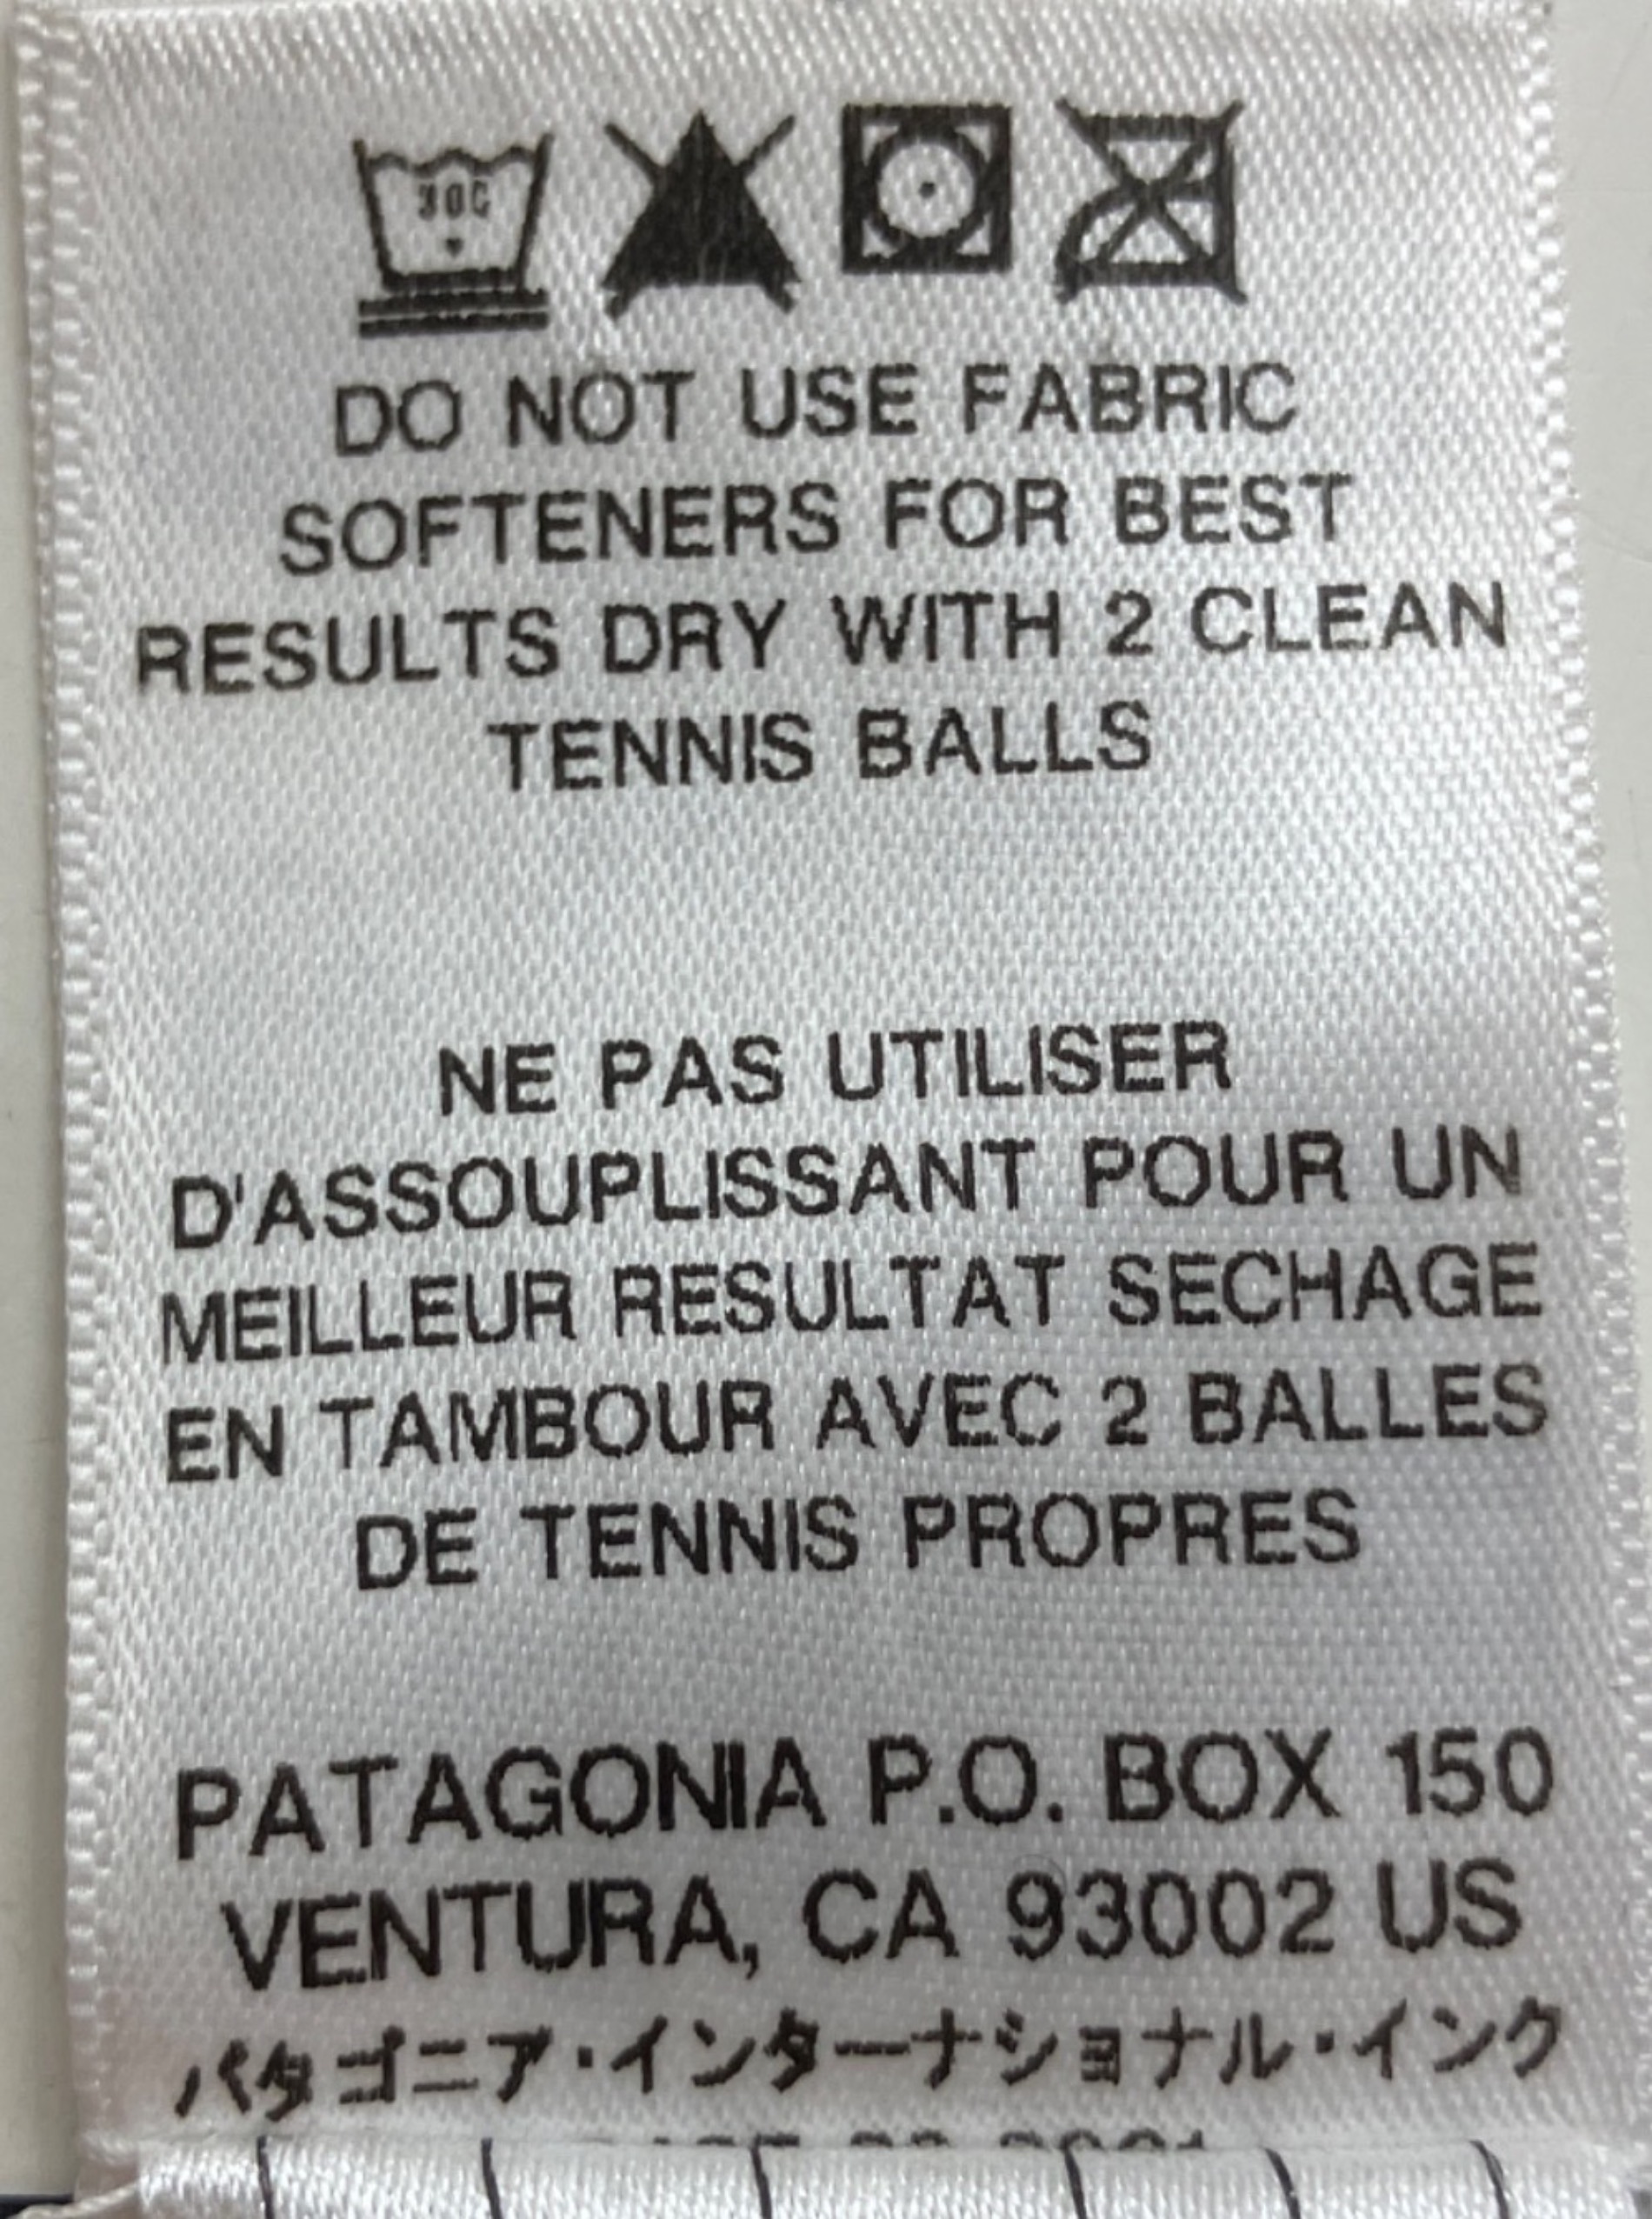 30C
DO NOT USE FABRIC
SOFTENERS FOR BEST
RESULTS DRY WITH 2 CLEAN
TENNIS BALLS
NE PAS UTILISER
D'ASSOUPLISSANT POUR UN
MEILLEUR RESULTAT SECHAGE
EN TAMBOUR AVEC 2 BALLES
DE TENNIS PROPRES
PATAGONIA P.O. BOX 150
VENTURA, CA 93002 US
パタゴニア・インターナショナル・インク